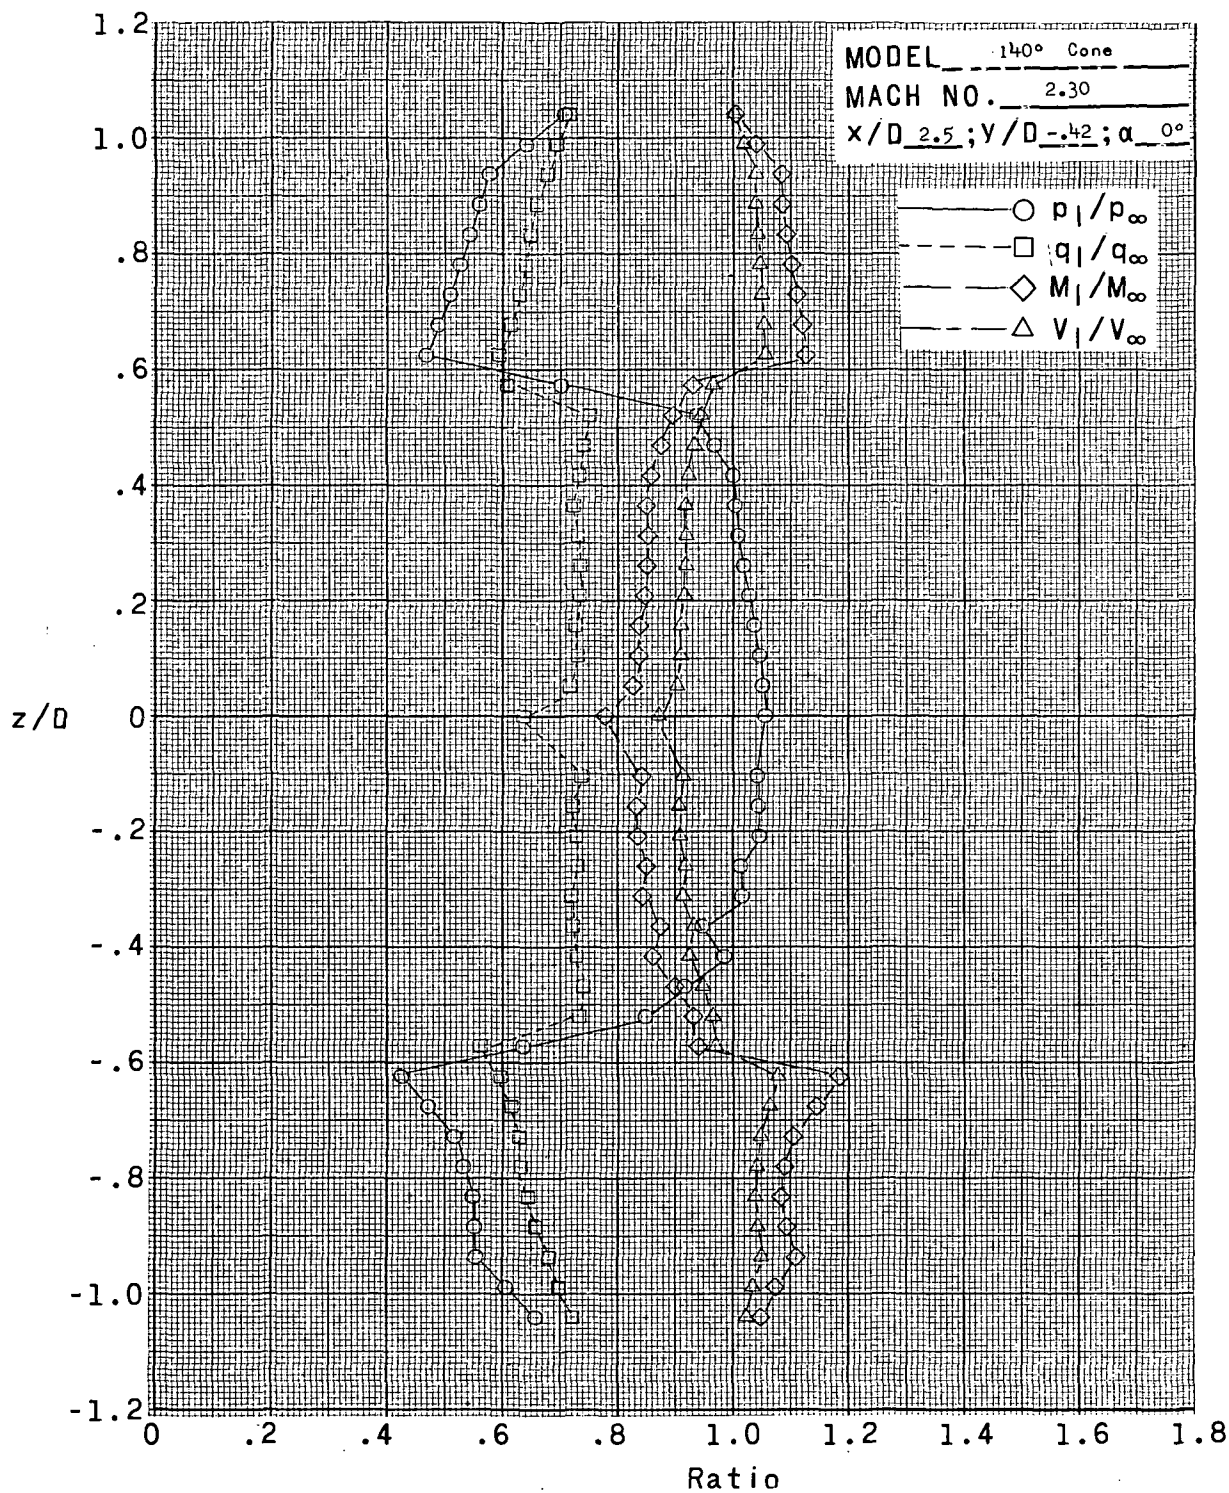 1.2
MODEL 140° Cone
MACH NO. 2.30
x/D 2.5; y/D -.42; α 0°
1.0
p₁/p∞
q₁/q∞
M₁/M∞
V₁/V∞
.8
.6
.4
.2
z/D
0
-.2
-.4
-.6
-.8
-1.0
-1.2
0 .2 .4 .6 .8 1.0 1.2 1.4 1.6 1.8
Ratio